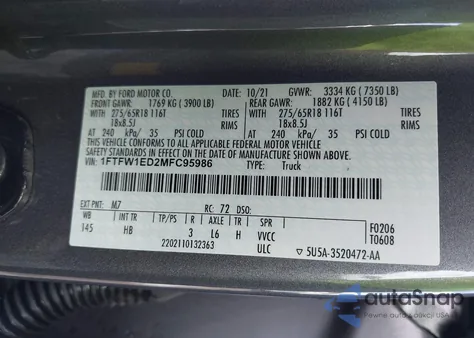 MFD. BY FORD MOTOR CO.
10/21 GVWR: 3334 KG ( 7350 LB)
FRONT GAWR: 1769 KG ( 3900 LB) REAR GAWR: 1882 KG ( 4150 LB)
275/65R18 116T TIRES 275/65R18 116T TIRES
18x8.5J RIMS 18x8.5J RIMS
AT 240 kPa/ 35 PSI COLD AT 240 kPa/ 35 PSI COLD
THIS VEHICLE CONFORMS TO ALL APPLICABLE FEDERAL MOTOR VEHICLE
SAFETY STANDARDS IN EFFECT ON THE DATE OF MANUFACTURE SHOWN ABOVE.
VIN: 1FTFW1ED2MFC95986 TYPE: Truck
EXT PNT: M7 RC: 72 DSO:
WB INT TR TP/PS R AXLE TR SPR F0206
145 HB 3 L6 H VVCC T0608
2202110132363 ULC 5U5A-3520472-AA
autaSnap
Pewne auta z Aukcji USA